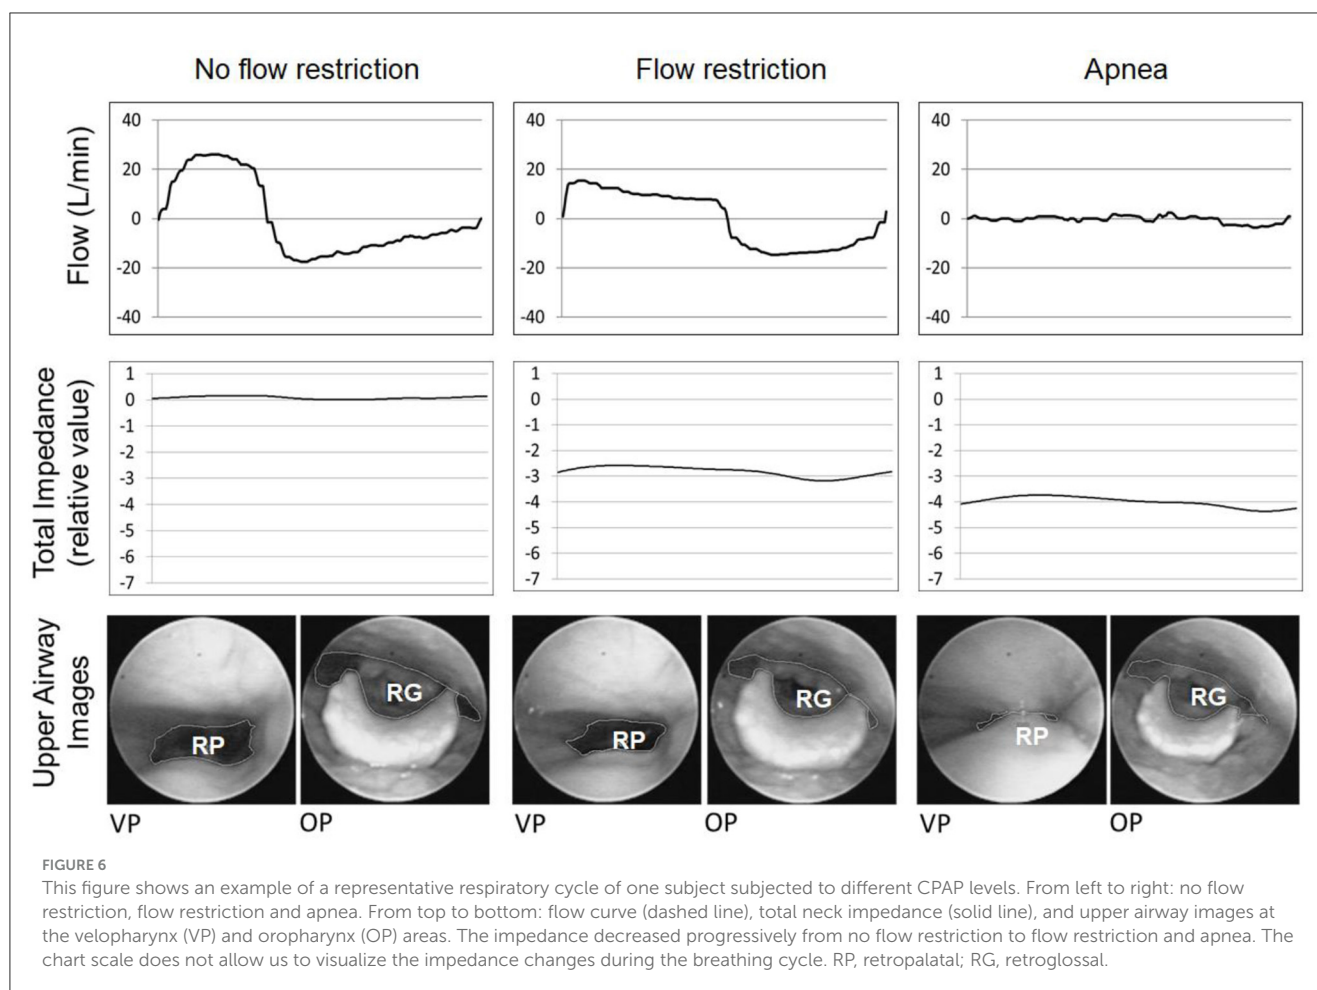 No flow restriction
Flow restriction
Apnea
Flow (L/min)
40
20
0
-20
-40
40
20
0
-20
-40
40
20
0
-20
-40
Total Impedance
(relative value)
1
0
-1
-2
-3
-4
-5
-6
-7
1
0
-1
-2
-3
-4
-5
-6
-7
1
0
-1
-2
-3
-4
-5
-6
-7
Upper Airway
Images
RP
RG
RP
RG
RP
RG
VP
OP
VP
OP
VP
OP
FIGURE 6
This figure shows an example of a representative respiratory cycle of one subject subjected to different CPAP levels. From left to right: no flow
restriction, flow restriction and apnea. From top to bottom: flow curve (dashed line), total neck impedance (solid line), and upper airway images at
the velopharynx (VP) and oropharynx (OP) areas. The impedance decreased progressively from no flow restriction to flow restriction and apnea. The
chart scale does not allow us to visualize the impedance changes during the breathing cycle. RP, retropalatal; RG, retroglossal.